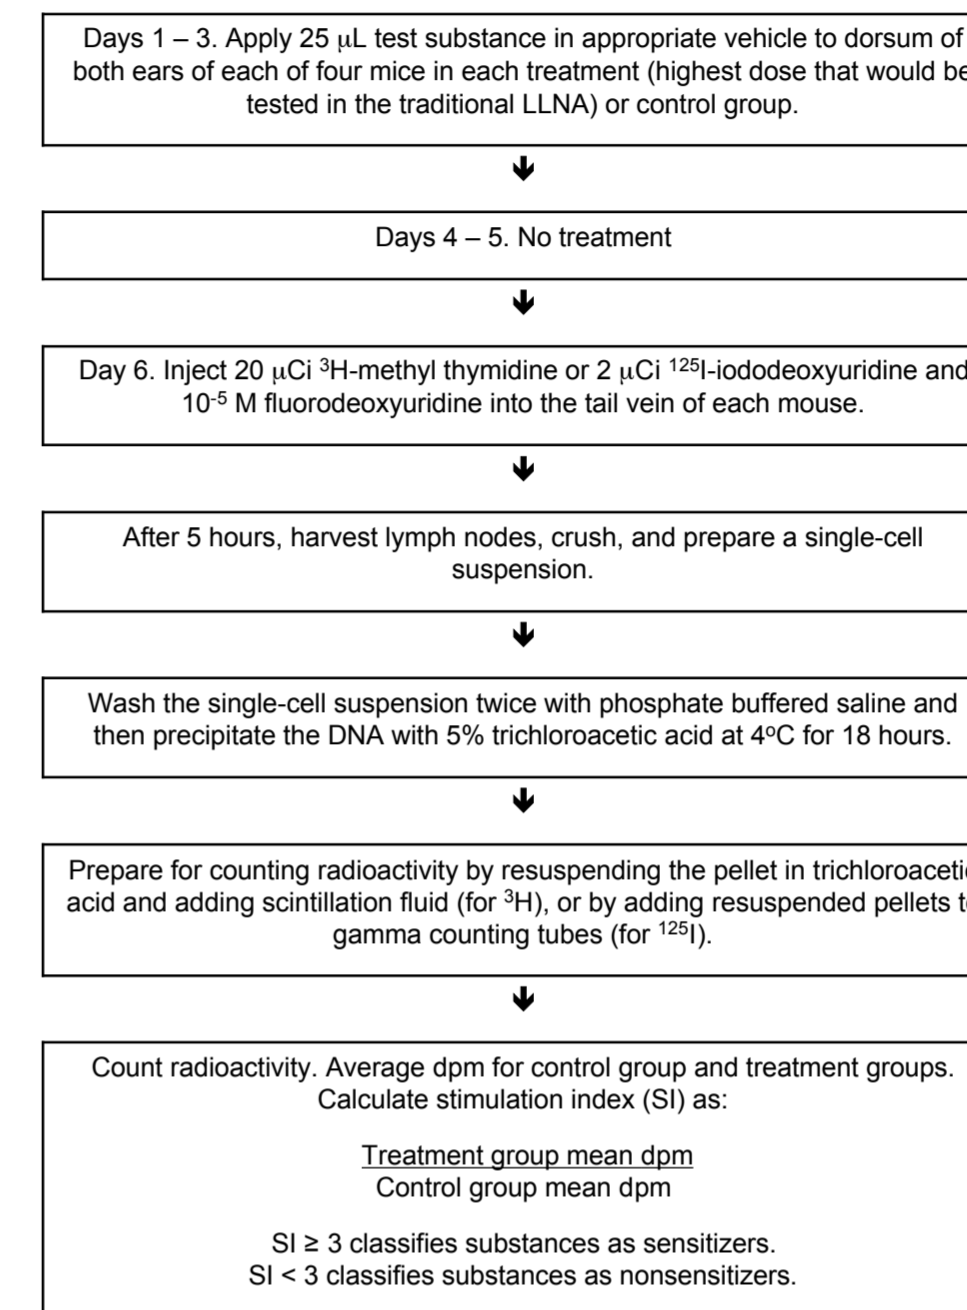 Days 1 – 3. Apply 25 μL test substance in appropriate vehicle to dorsum of
both ears of each of four mice in each treatment (highest dose that would be
tested in the traditional LLNA) or control group.
🡻
Days 4 – 5. No treatment
🡻
Day 6. Inject 20 μCi ³H-methyl thymidine or 2 μCi ¹²⁵I-iododeoxyuridine and
10⁻⁵ M fluorodeoxyuridine into the tail vein of each mouse.
🡻
After 5 hours, harvest lymph nodes, crush, and prepare a single-cell
suspension.
🡻
Wash the single-cell suspension twice with phosphate buffered saline and
then precipitate the DNA with 5% trichloroacetic acid at 4ºC for 18 hours.
🡻
Prepare for counting radioactivity by resuspending the pellet in trichloroacetic
acid and adding scintillation fluid (for ³H), or by adding resuspended pellets to
gamma counting tubes (for ¹²⁵I).
🡻
Count radioactivity. Average dpm for control group and treatment groups.
Calculate stimulation index (SI) as:
Treatment group mean dpm
Control group mean dpm
SI ≥ 3 classifies substances as sensitizers.
SI < 3 classifies substances as nonsensitizers.